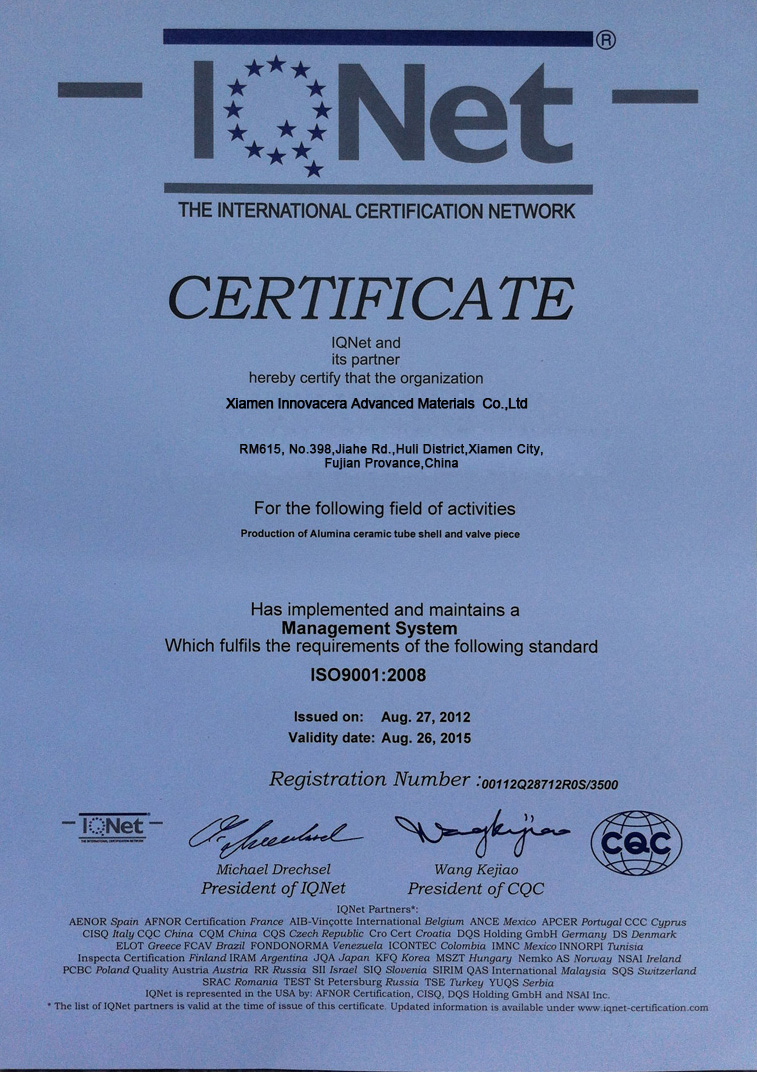 IQNet®
THE INTERNATIONAL CERTIFICATION NETWORK
CERTIFICATE
IQNet and
its partner
hereby certify that the organization
Xiamen Innovacera Advanced Materials Co.,Ltd
RM615, No.398,Jiahe Rd.,Huli District,Xiamen City,
Fujian Provance,China
For the following field of activities
Production of Alumina ceramic tube shell and valve piece
Has implemented and maintains a
Management System
Which fulfils the requirements of the following standard
ISO9001:2008
Issued on: Aug. 27, 2012
Validity date: Aug. 26, 2015
Registration Number :00112Q28712R0S/3500
IQNet
THE INTERNATIONAL CERTIFICATION NETWORK
CQC
Michael Drechsel
President of IQNet
Wang Kejiao
President of CQC
IQNet Partners*:
AENOR Spain AFNOR Certification France AIB-Vinçotte International Belgium ANCE Mexico APCER Portugal CCC Cyprus
CISQ Italy CQC China CQM China CQS Czech Republic Cro Cert Croatia DQS Holding GmbH Germany DS Denmark
ELOT Greece FCAV Brazil FONDONORMA Venezuela ICONTEC Colombia IMNC Mexico INNORPI Tunisia
Inspecta Certification Finland IRAM Argentina JQA Japan KFQ Korea MSZT Hungary Nemko AS Norway NSAI Ireland
PCBC Poland Quality Austria Austria RR Russia SII Israel SIQ Slovenia SIRIM QAS International Malaysia SQS Switzerland
SRAC Romania TEST St Petersburg Russia TSE Turkey YUQS Serbia
IQNet is represented in the USA by: AFNOR Certification, CISQ, DQS Holding GmbH and NSAI Inc.
* The list of IQNet partners is valid at the time of issue of this certificate. Updated information is available under www.iqnet-certification.com